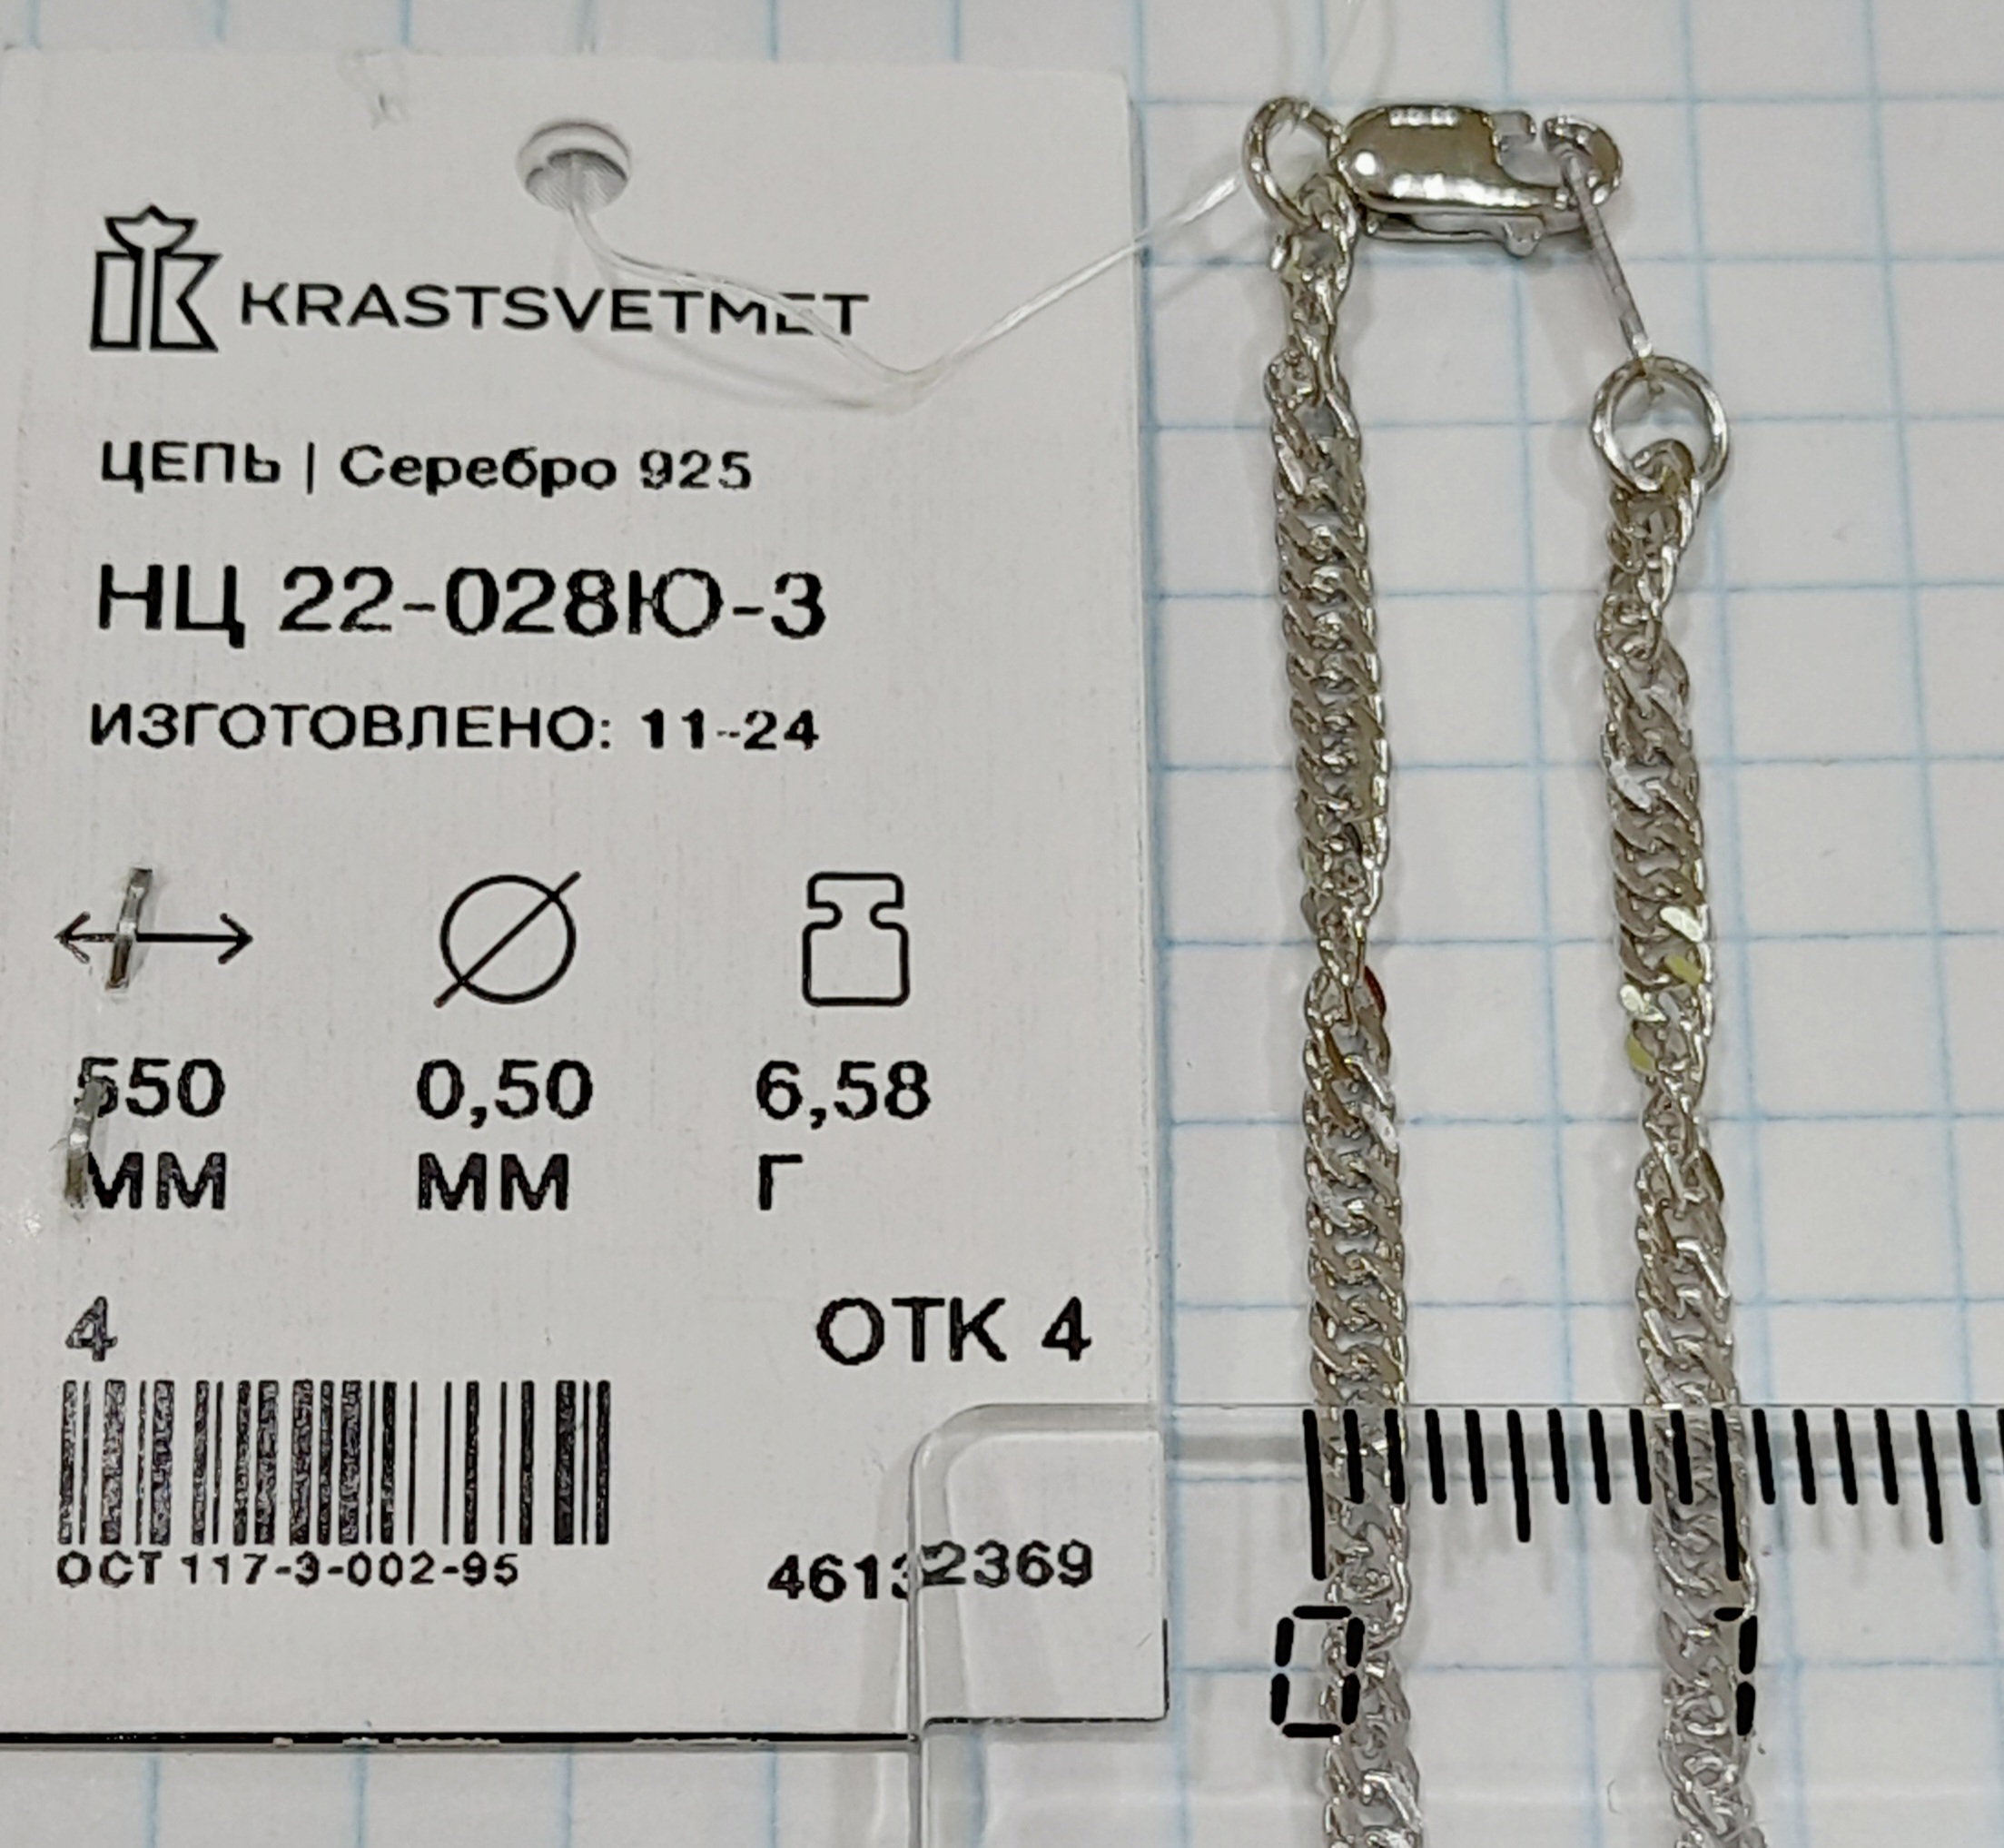 KRASTSVETMET
ЦЕПЬ | Серебро 925
НЦ 22-028Ю-3
ИЗГОТОВЛЕНО: 11-24
550 0,50 6,58
ММ ММ Г
4 ОТК 4
ОСТ 117-3-002-95 46132369
0 1